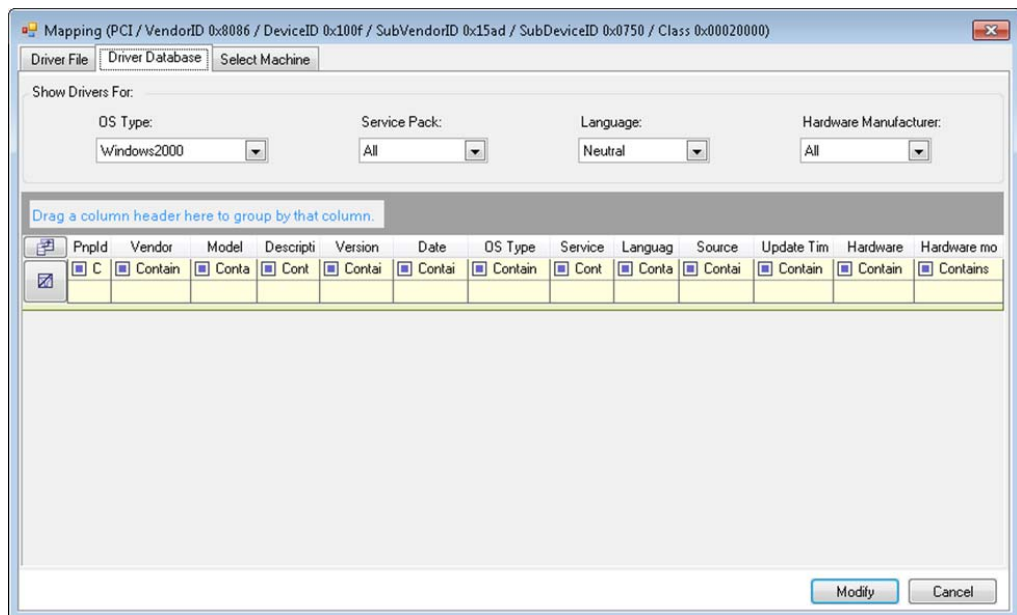 Mapping (PCI / VendorID 0x8086 / DeviceID 0x100f / SubVendorID 0x15ad / SubDeviceID 0x0750 / Class 0x00020000)
Driver File Driver Database Select Machine
Show Drivers For:
OS Type: Service Pack: Language: Hardware Manufacturer:
Windows2000 All Neutral All
Drag a column header here to group by that column.
PnpId Vendor Model Descripti Version Date OS Type Service Languag Source Update Tim Hardware Hardware mo
C Contain Conta Cont Contai Contai Contain Cont Conta Contai Contain Contain Contains
Modify Cancel